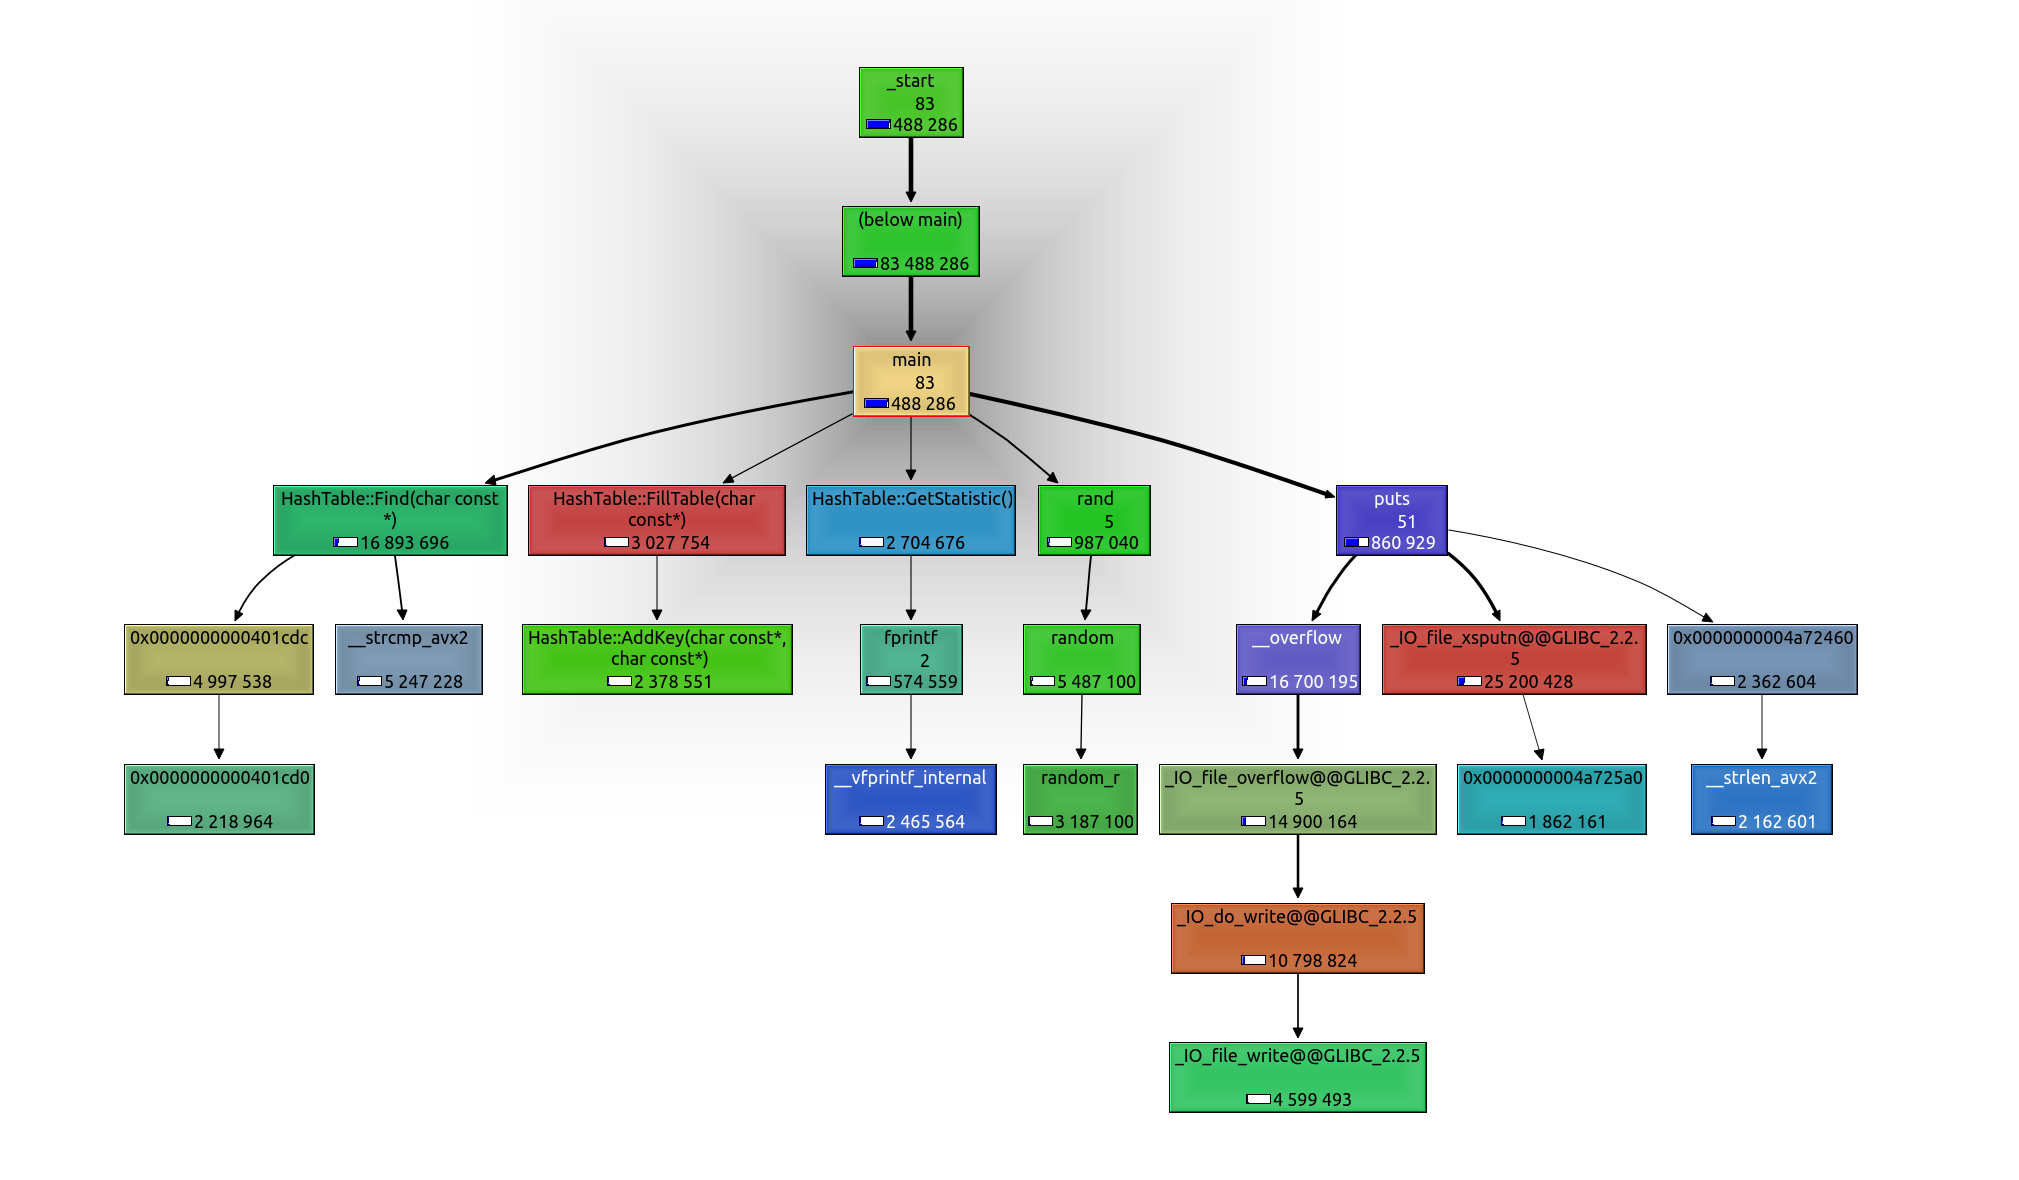 _start
83
488 286
(below main)
83 488 286
main
83
488 286
HashTable::Find(char const
*)
16 893 696
HashTable::FillTable(char
const*)
3 027 754
HashTable::GetStatistic()
2 704 676
rand
5
987 040
puts
51
860 929
0x0000000000401cdc
4 997 538
__strcmp_avx2
5 247 228
HashTable::AddKey(char const*,
char const*)
2 378 551
fprintf
2
574 559
random
5 487 100
__overflow
16 700 195
_IO_file_xsputn@@GLIBC_2.2.
5
25 200 428
0x0000000004a72460
2 362 604
0x0000000000401cd0
2 218 964
__vfprintf_internal
2 465 564
random_r
3 187 100
_IO_file_overflow@@GLIBC_2.2.
5
14 900 164
0x0000000004a725a0
1 862 161
__strlen_avx2
2 162 601
_IO_do_write@@GLIBC_2.2.5
10 798 824
_IO_file_write@@GLIBC_2.2.5
4 599 493